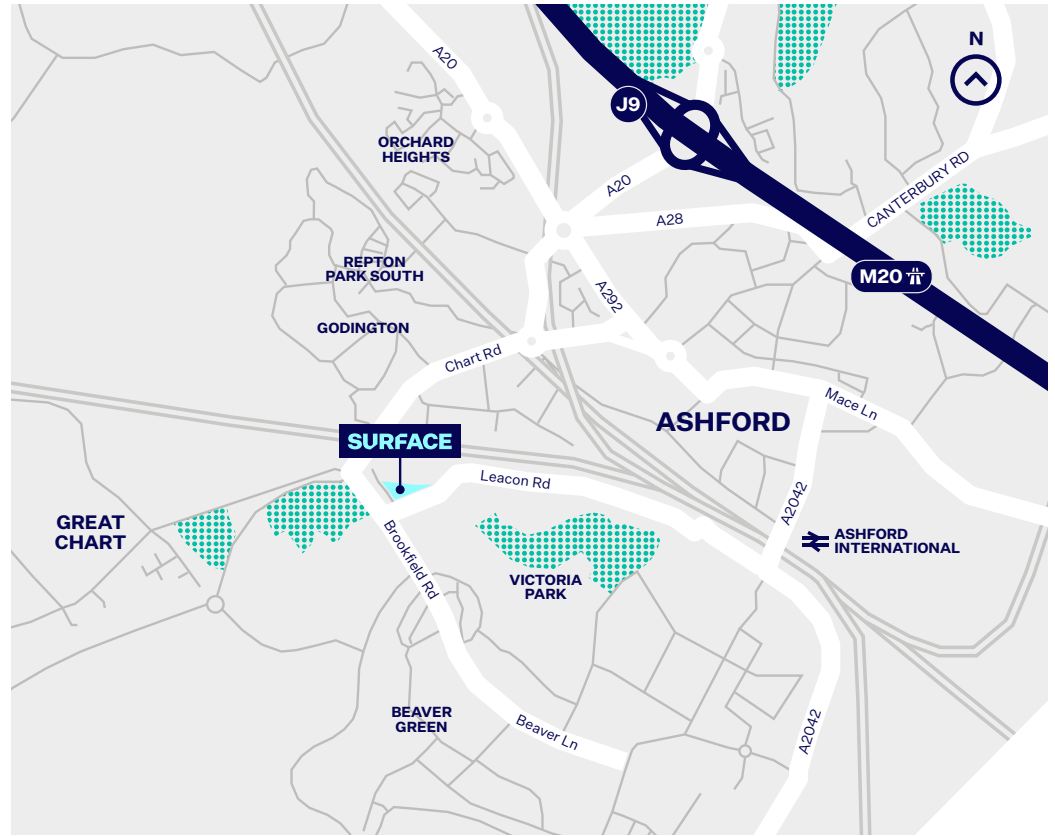 A20
N
J9
ORCHARD
HEIGHTS
A20
CANTERBURY RD
A28
REPTON
PARK SOUTH
M20
A292
GODINGTON
Chart Rd
Mace Ln
ASHFORD
SURFACE
Leacon Rd
A2042
GREAT
CHART
Brookfield Rd
ASHFORD
INTERNATIONAL
VICTORIA
PARK
BEAVER
GREEN
Beaver Ln
A2042